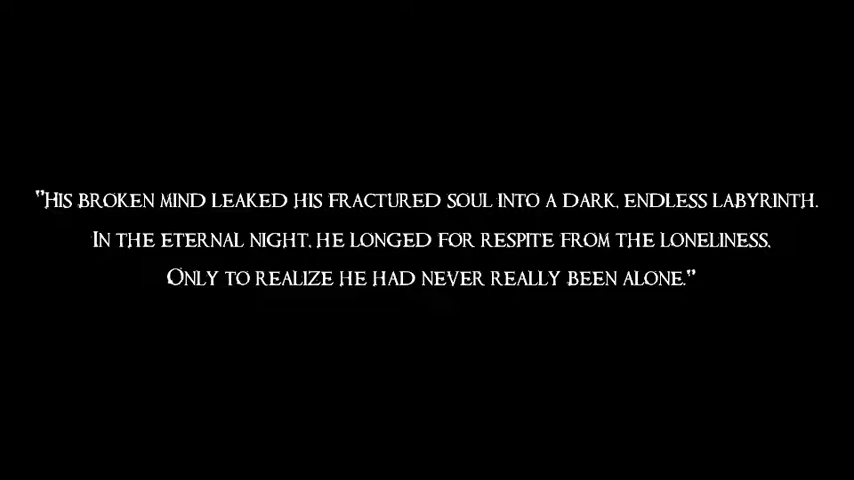 "His broken mind leaked his fractured soul into a dark, endless labyrinth.
In the eternal night, he longed for respite from the loneliness,
Only to realize he had never really been alone."